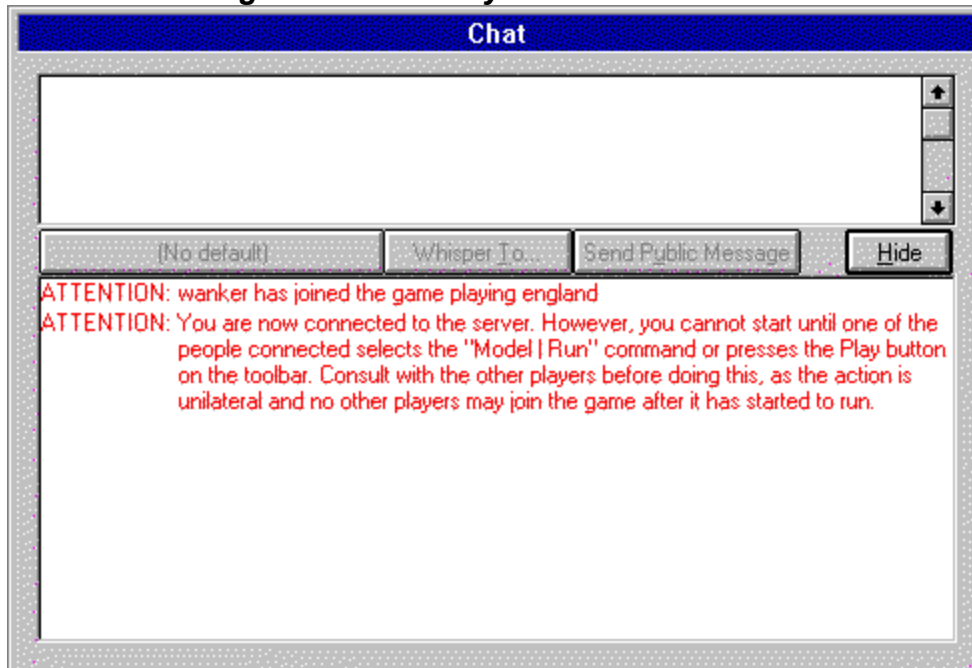 Chat
(No default) Whisper To... Send Public Message Hide
ATTENTION: wanker has joined the game playing england
ATTENTION: You are now connected to the server. However, you cannot start until one of the
people connected selects the "Model | Run" command or presses the Play button
on the toolbar. Consult with the other players before doing this, as the action is
unilateral and no other players may join the game after it has started to run.